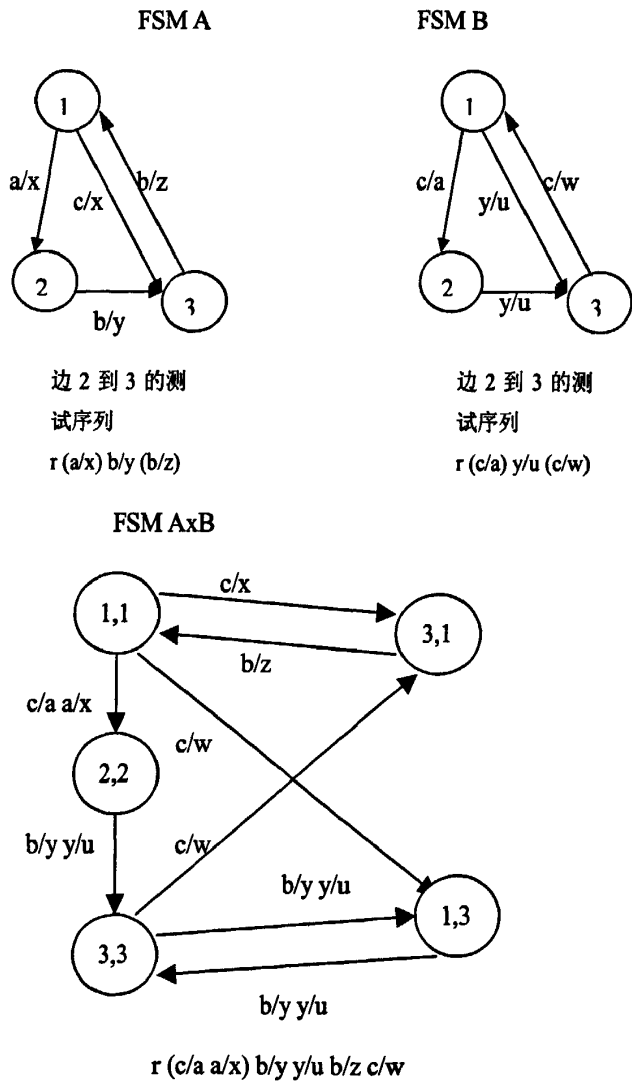 FSM A
FSM B
1
a/x
c/x
b/z
2
3
b/y
1
c/a
y/u
c/w
2
3
y/u
边 2 到 3 的测
试序列
r (a/x) b/y (b/z)
边 2 到 3 的测
试序列
r (c/a) y/u (c/w)
FSM AxB
1,1
c/x
3,1
b/z
c/a a/x
c/w
2,2
b/y y/u
c/w
b/y y/u
1,3
3,3
b/y y/u
r (c/a a/x) b/y y/u b/z c/w